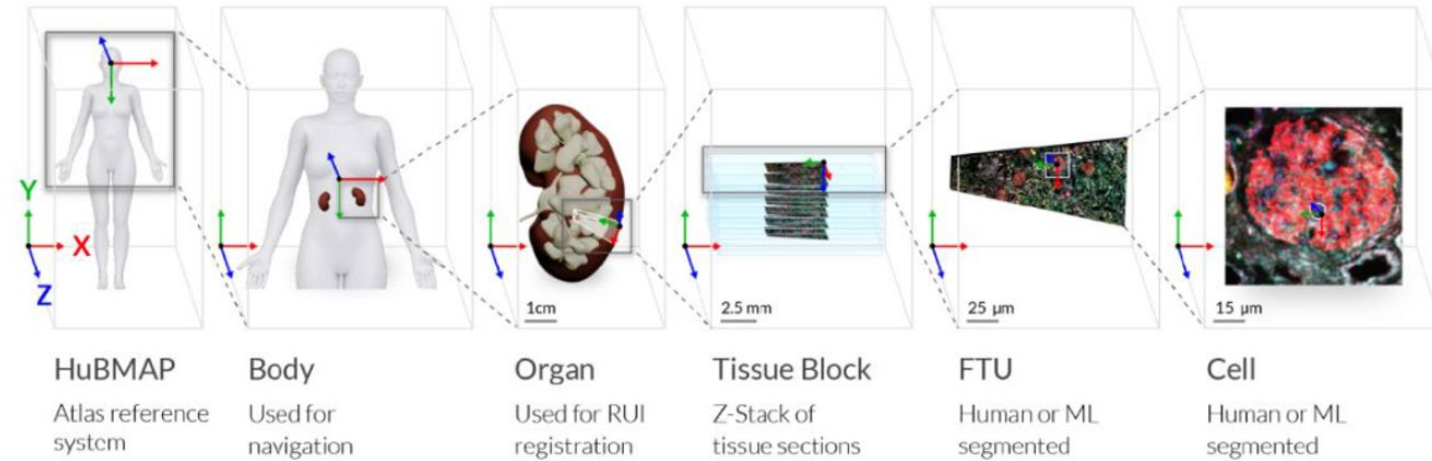 Y
X
Z
1cm
2.5 mm
25 µm
15 µm
HuBMAP
Atlas reference
system
Body
Used for
navigation
Organ
Used for RUI
registration
Tissue Block
Z-Stack of
tissue sections
FTU
Human or ML
segmented
Cell
Human or ML
segmented